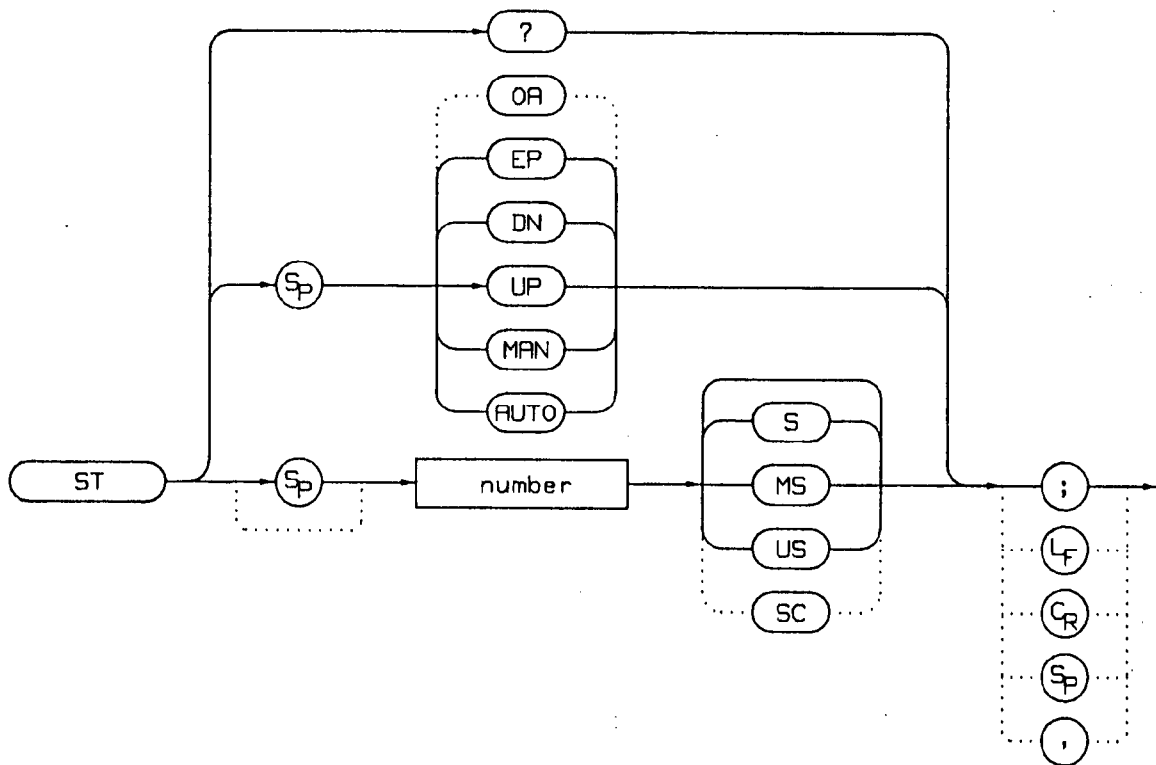 ?
OA
EP
DN
SP UP
MAN
AUTO
S
ST SP number MS ;
US LF
SC CR
SP
,